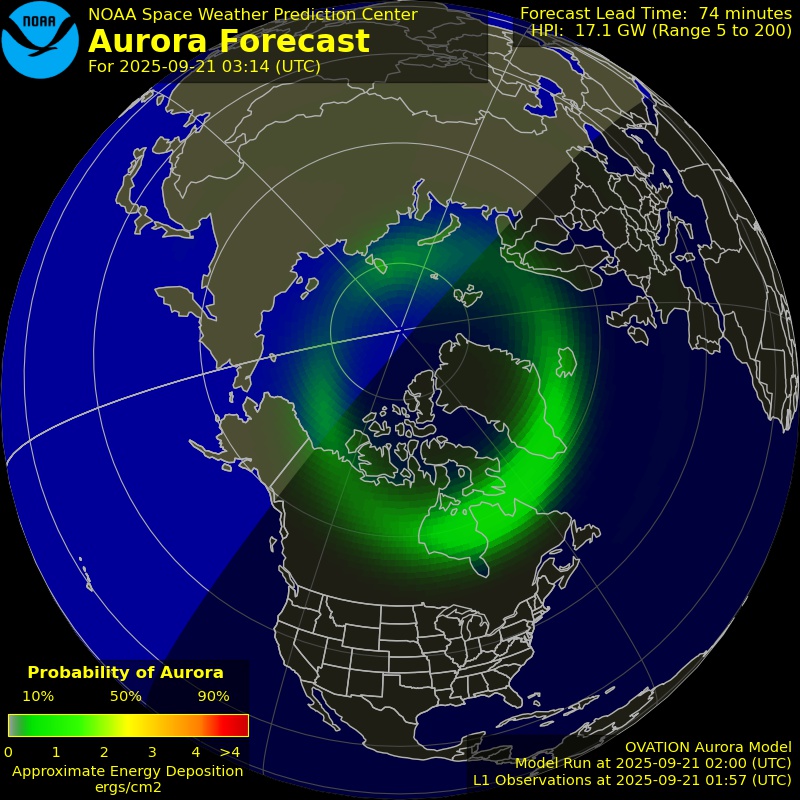 NOAA
NOAA Space Weather Prediction Center
Aurora Forecast
For 2025-09-21 03:14 (UTC)
Forecast Lead Time: 74 minutes
HPI: 17.1 GW (Range 5 to 200)
Probability of Aurora
10% 50% 90%
0 1 2 3 4 >4
Approximate Energy Deposition
ergs/cm2
OVATION Aurora Model
Model Run at 2025-09-21 02:00 (UTC)
L1 Observations at 2025-09-21 01:57 (UTC)